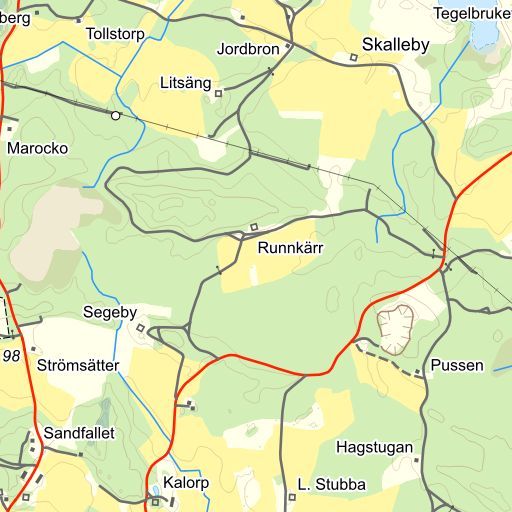 berg
Tegelbruket
Tollstorp
Jordbron
Skalleby
Litsäng
Marocko
Runnkärr
Segeby
98
Strömsätter
Pussen
Sandfallet
Hagstugan
Kalorp
L. Stubba